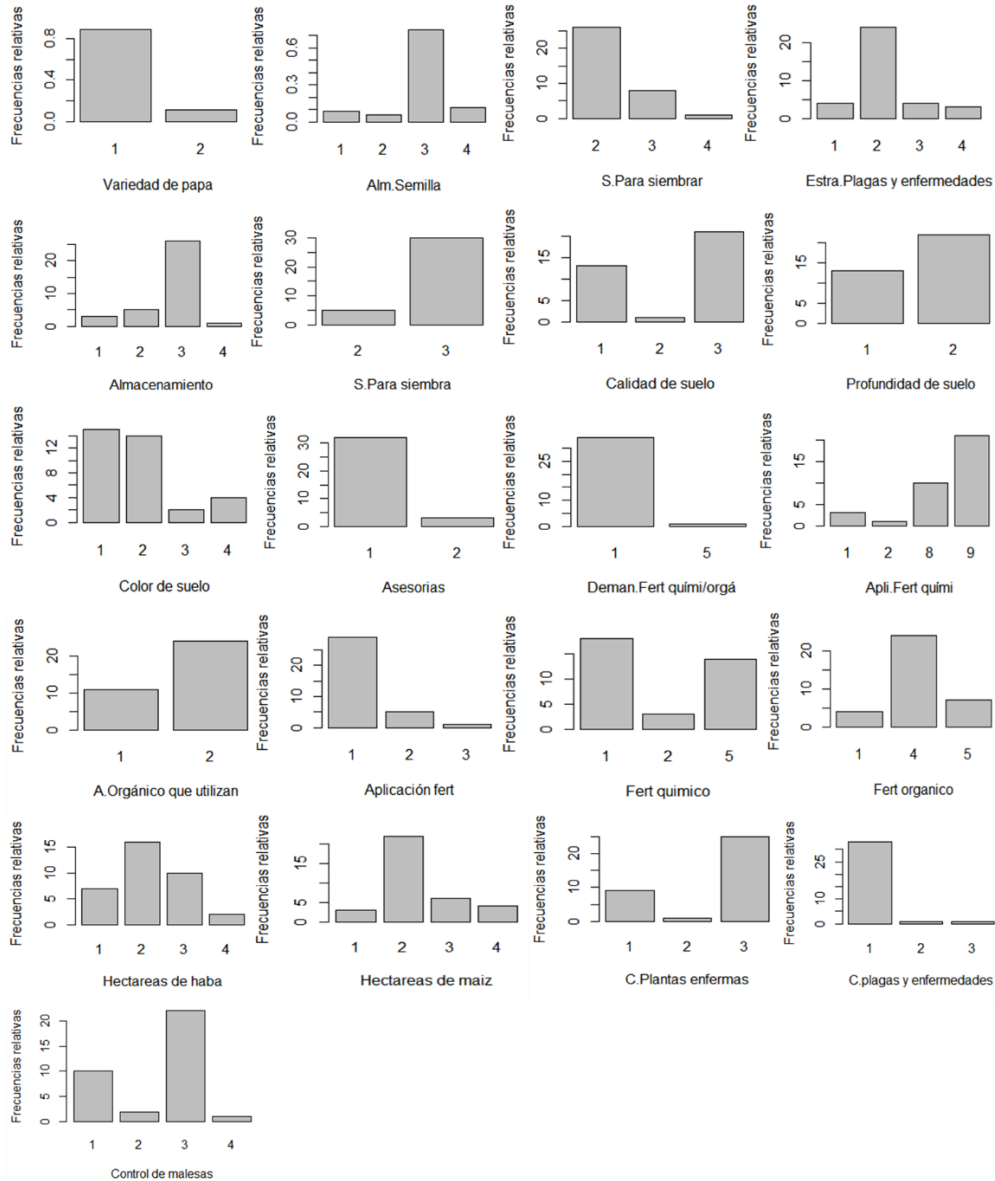 Frecuencias relativas
0.0 0.4 0.8
1 2
Variedad de papa
Frecuencias relativas
0.0 0.3 0.6
1 2 3 4
Alm.Semilla
Frecuencias relativas
0 10 20
2 3 4
S.Para siembrar
Frecuencias relativas
0 10 20
1 2 3 4
Estra.Plagas y enfermedades
Frecuencias relativas
0 10 20
1 2 3 4
Almacenamiento
Frecuencias relativas
0 10 20 30
2 3
S.Para siembra
Frecuencias relativas
0 5 15
1 2 3
Calidad de suelo
Frecuencias relativas
0 5 15
1 2
Profundidad de suelo
Frecuencias relativas
0 4 8 12
1 2 3 4
Color de suelo
Frecuencias relativas
0 10 20 30
1 2
Asesorias
Frecuencias relativas
0 10 25
1 5
Deman.Fert quími/orgá
Frecuencias relativas
0 5 15
1 2 8 9
Apli.Fert quími
Frecuencias relativas
0 10 20
1 2
A.Orgánico que utilizan
Frecuencias relativas
0 10 20
1 2 3
Aplicación fert
Frecuencias relativas
0 5 10
1 2 5
Fert quimico
Frecuencias relativas
0 5 10 20
1 4 5
Fert organico
Frecuencias relativas
0 5 10 15
1 2 3 4
Hectareas de haba
Frecuencias relativas
0 5 15
1 2 3 4
Hectareas de maiz
Frecuencias relativas
0 10 20
1 2 3
C.Plantas enfermas
Frecuencias relativas
0 10 25
1 2 3
C.plagas y enfermedades
Frecuencias relativas
0 5 10 20
1 2 3 4
Control de malesas